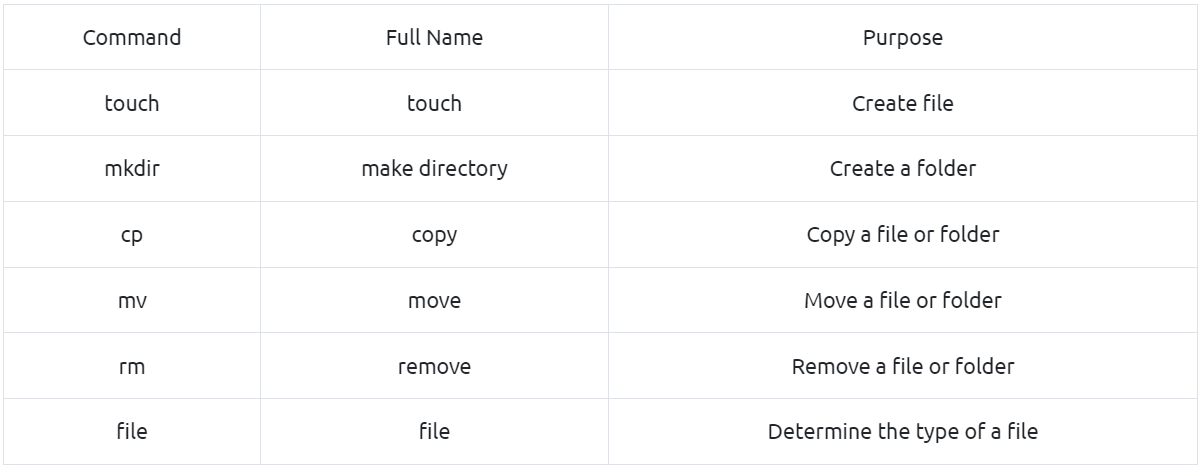 Command Full Name Purpose
touch touch Create file
mkdir make directory Create a folder
cp copy Copy a file or folder
mv move Move a file or folder
rm remove Remove a file or folder
file file Determine the type of a file